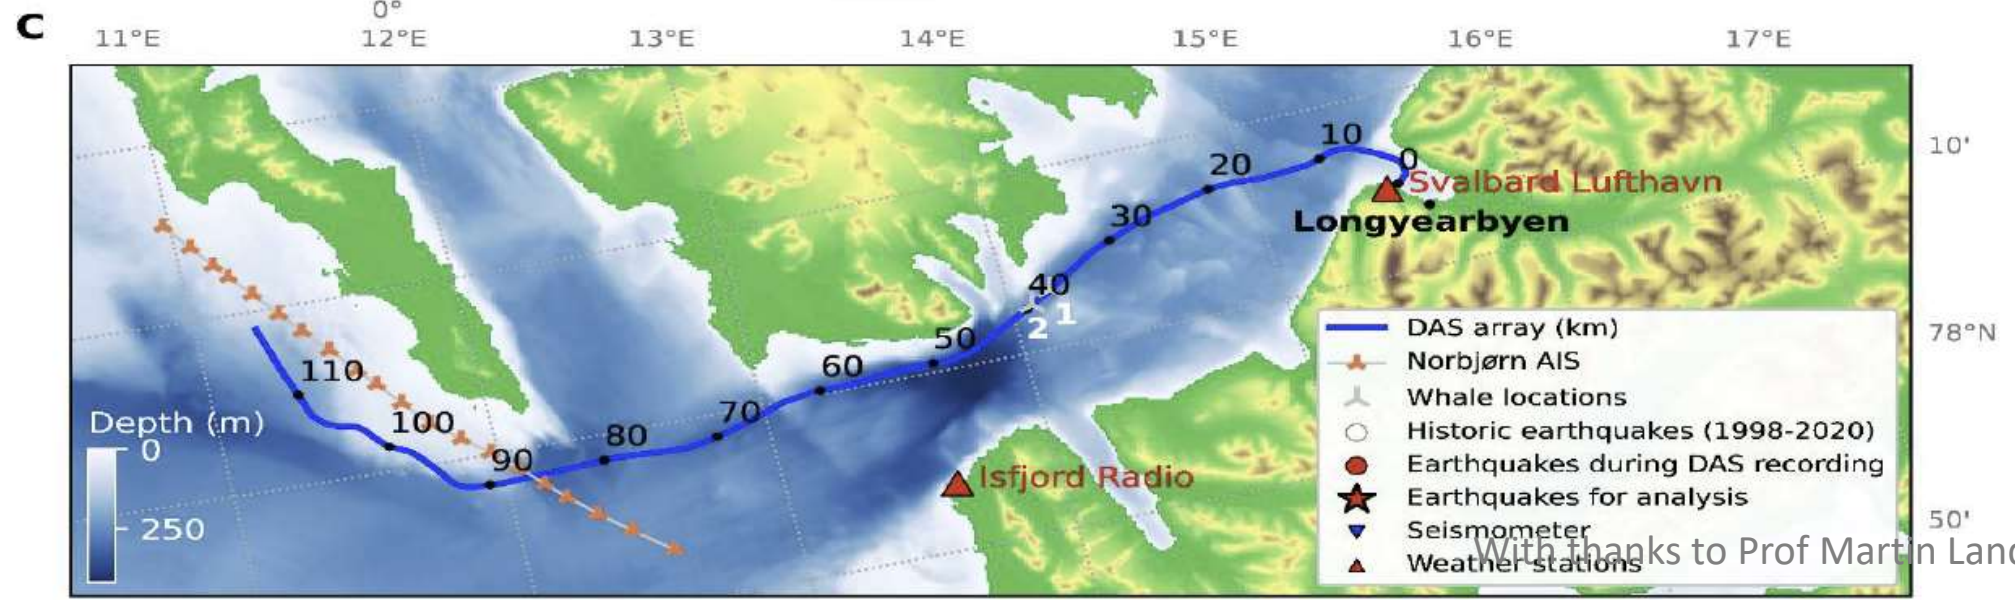 c
0°
11°E 12°E 13°E 14°E 15°E 16°E 17°E
10'
78°N
50'
0
10
20
30
40
1
2
50
60
70
80
90
100
110
Svalbard Lufthavn
Longyearbyen
Isfjord Radio
Depth (m)
0
250
DAS array (km)
Norbjørn AIS
Whale locations
Historic earthquakes (1998-2020)
Earthquakes during DAS recording
Earthquakes for analysis
Seismometer
Weather stations
With thanks to Prof Martin Land